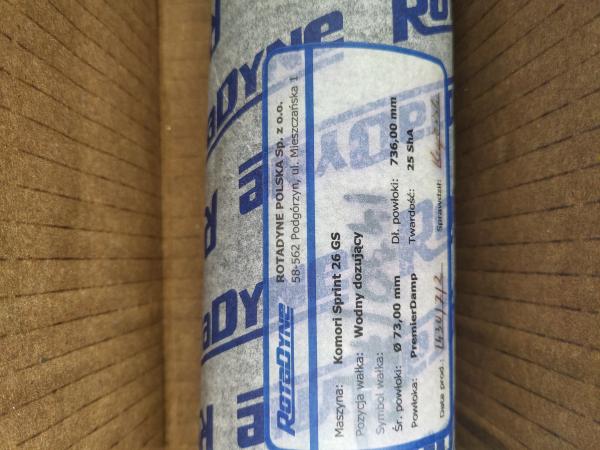 RotaDyne
ROTADYNE POLSKA Sp. z o.o.
58-562 Podgórzyn, ul. Mieszczańska 1
Maszyna: Komori Sprint 26 GS
Pozycja wałka: Wodny dozujący
Symbol wałka:
Śr. powłoki: Ø 73,00 mm Dł. powłoki: 736,00 mm
Powłoka: PremierDamp Twardość: 25 ShA
Data prod.: Sprawdził: